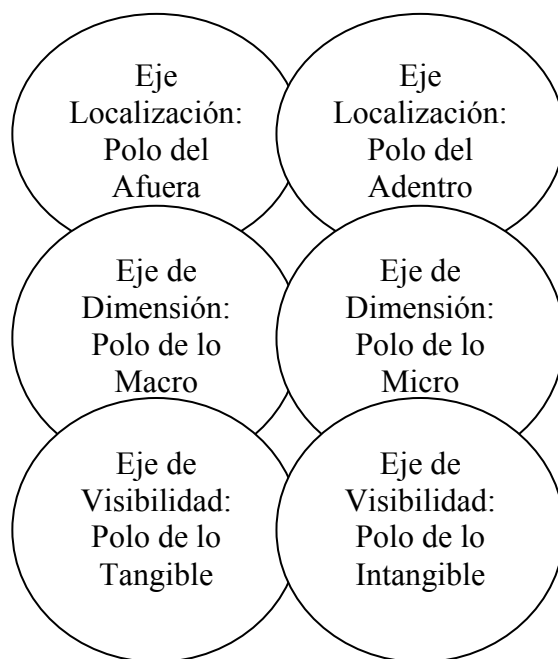 Eje
Localización:
Polo del
Afuera
Eje
Localización:
Polo del
Adentro
Eje de
Dimensión:
Polo de lo
Macro
Eje de
Dimensión:
Polo de lo
Micro
Eje de
Visibilidad:
Polo de lo
Tangible
Eje de
Visibilidad:
Polo de lo
Intangible